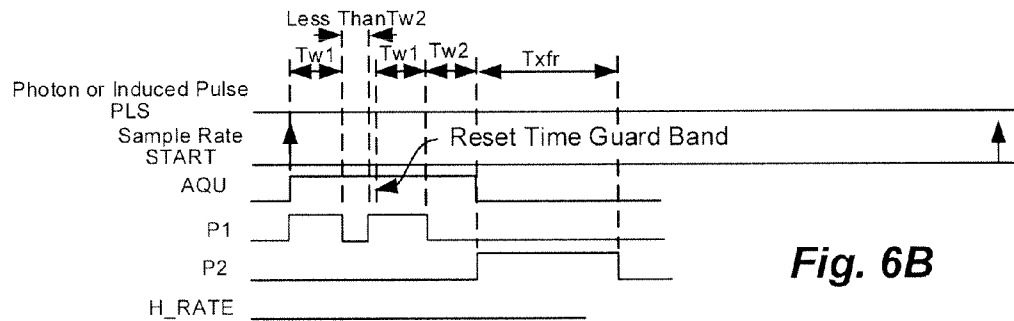 Less ThanTw2
Tw1 Tw1 Tw2 Txfr
Photon or Induced Pulse
PLS
Sample Rate
START
Reset Time Guard Band
AQU
P1
P2
H_RATE
Fig. 6B